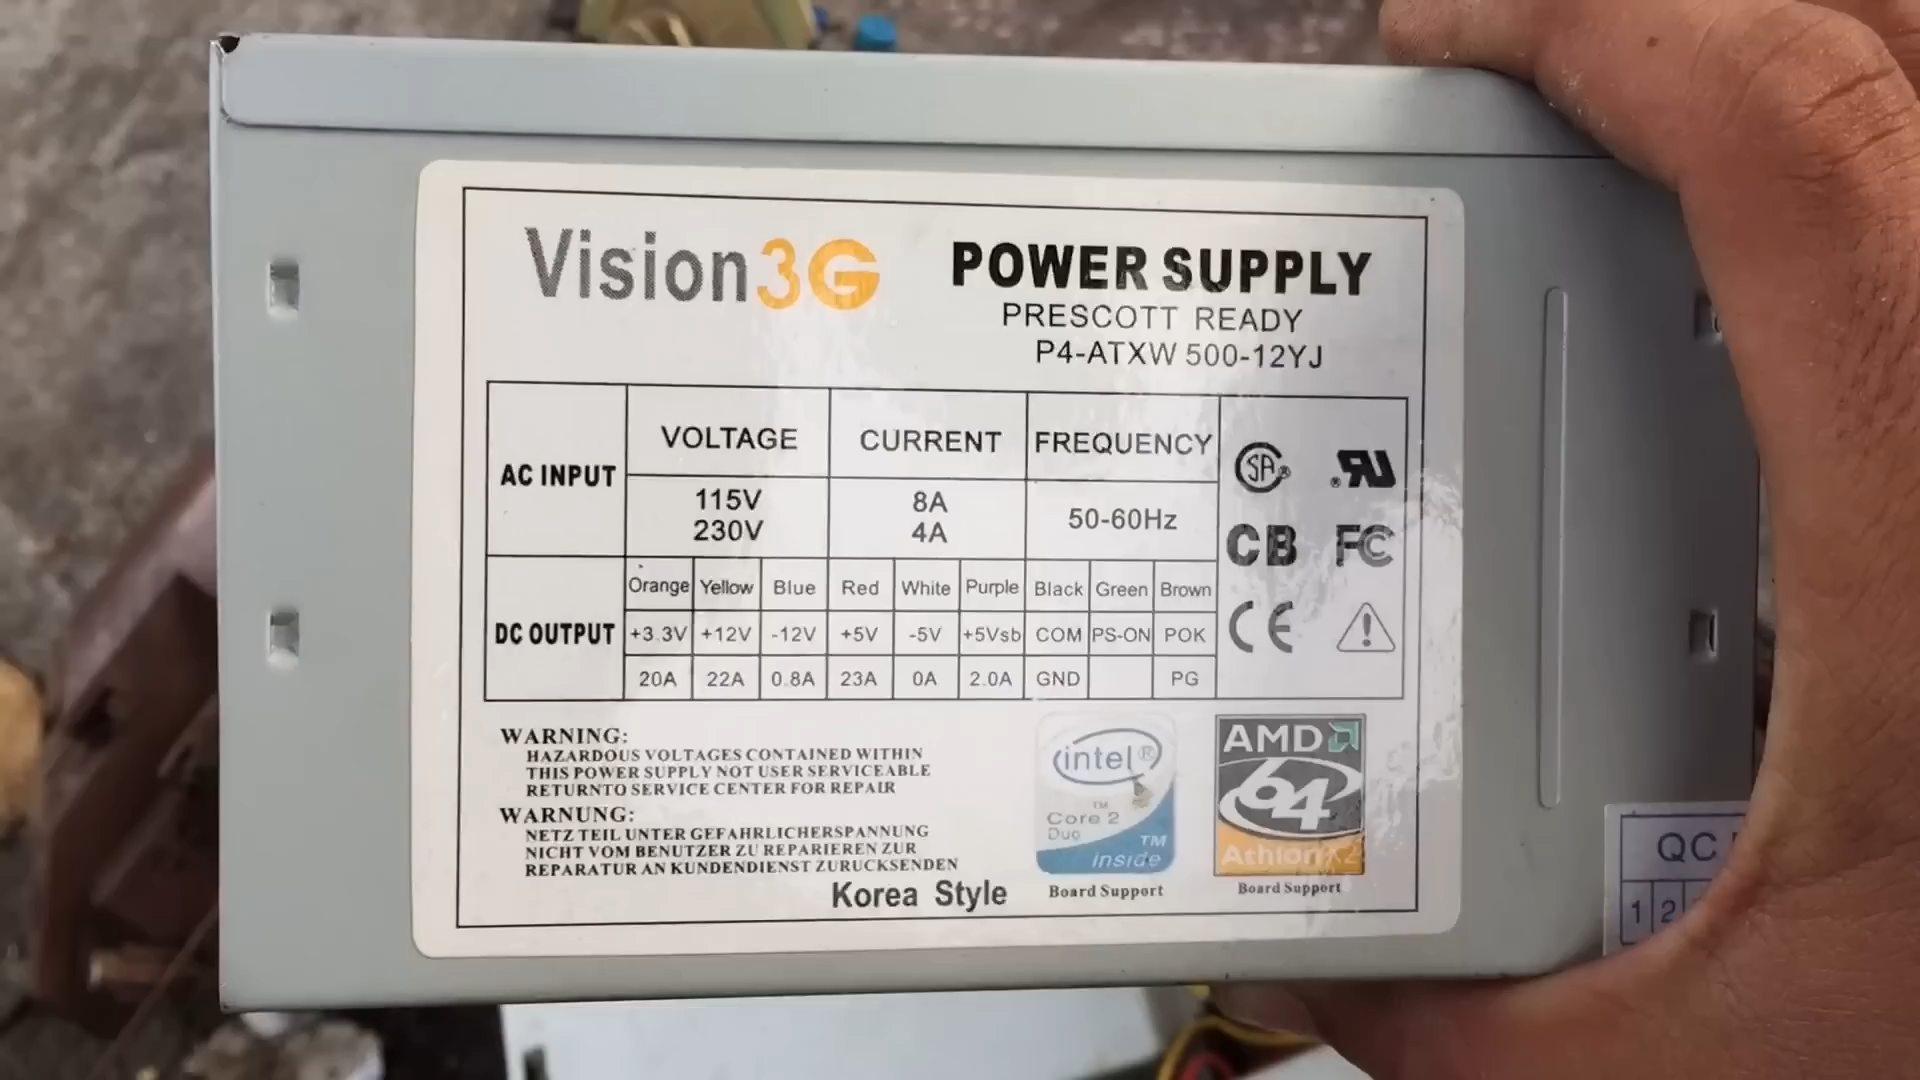 Vision3G
POWER SUPPLY
PRESCOTT READY
P4-ATXW 500-12YJ
AC INPUT
VOLTAGE CURRENT FREQUENCY
115V 8A 50-60Hz
230V 4A
DC OUTPUT
Orange Yellow Blue Red White Purple Black Green Brown
+3.3V +12V -12V +5V -5V +5Vsb COM PS-ON POK
20A 22A 0.8A 23A 0A 2.0A GND PG
SA®
®RU
CB FC
CE !
WARNING:
HAZARDOUS VOLTAGES CONTAINED WITHIN
THIS POWER SUPPLY NOT USER SERVICEABLE
RETURNTO SERVICE CENTER FOR REPAIR
WARNUNG:
NETZ TEIL UNTER GEFAHRLICHERSPANNUNG
NICHT VOM BENUTZER ZU REPARIEREN ZUR
REPARATUR AN KUNDENDIENST ZURUCKSENDEN
Korea Style
intel®
Core™ 2
Duo
inside™
Board Support
AMD
64
Athlon X2
Board Support
QC
1 2